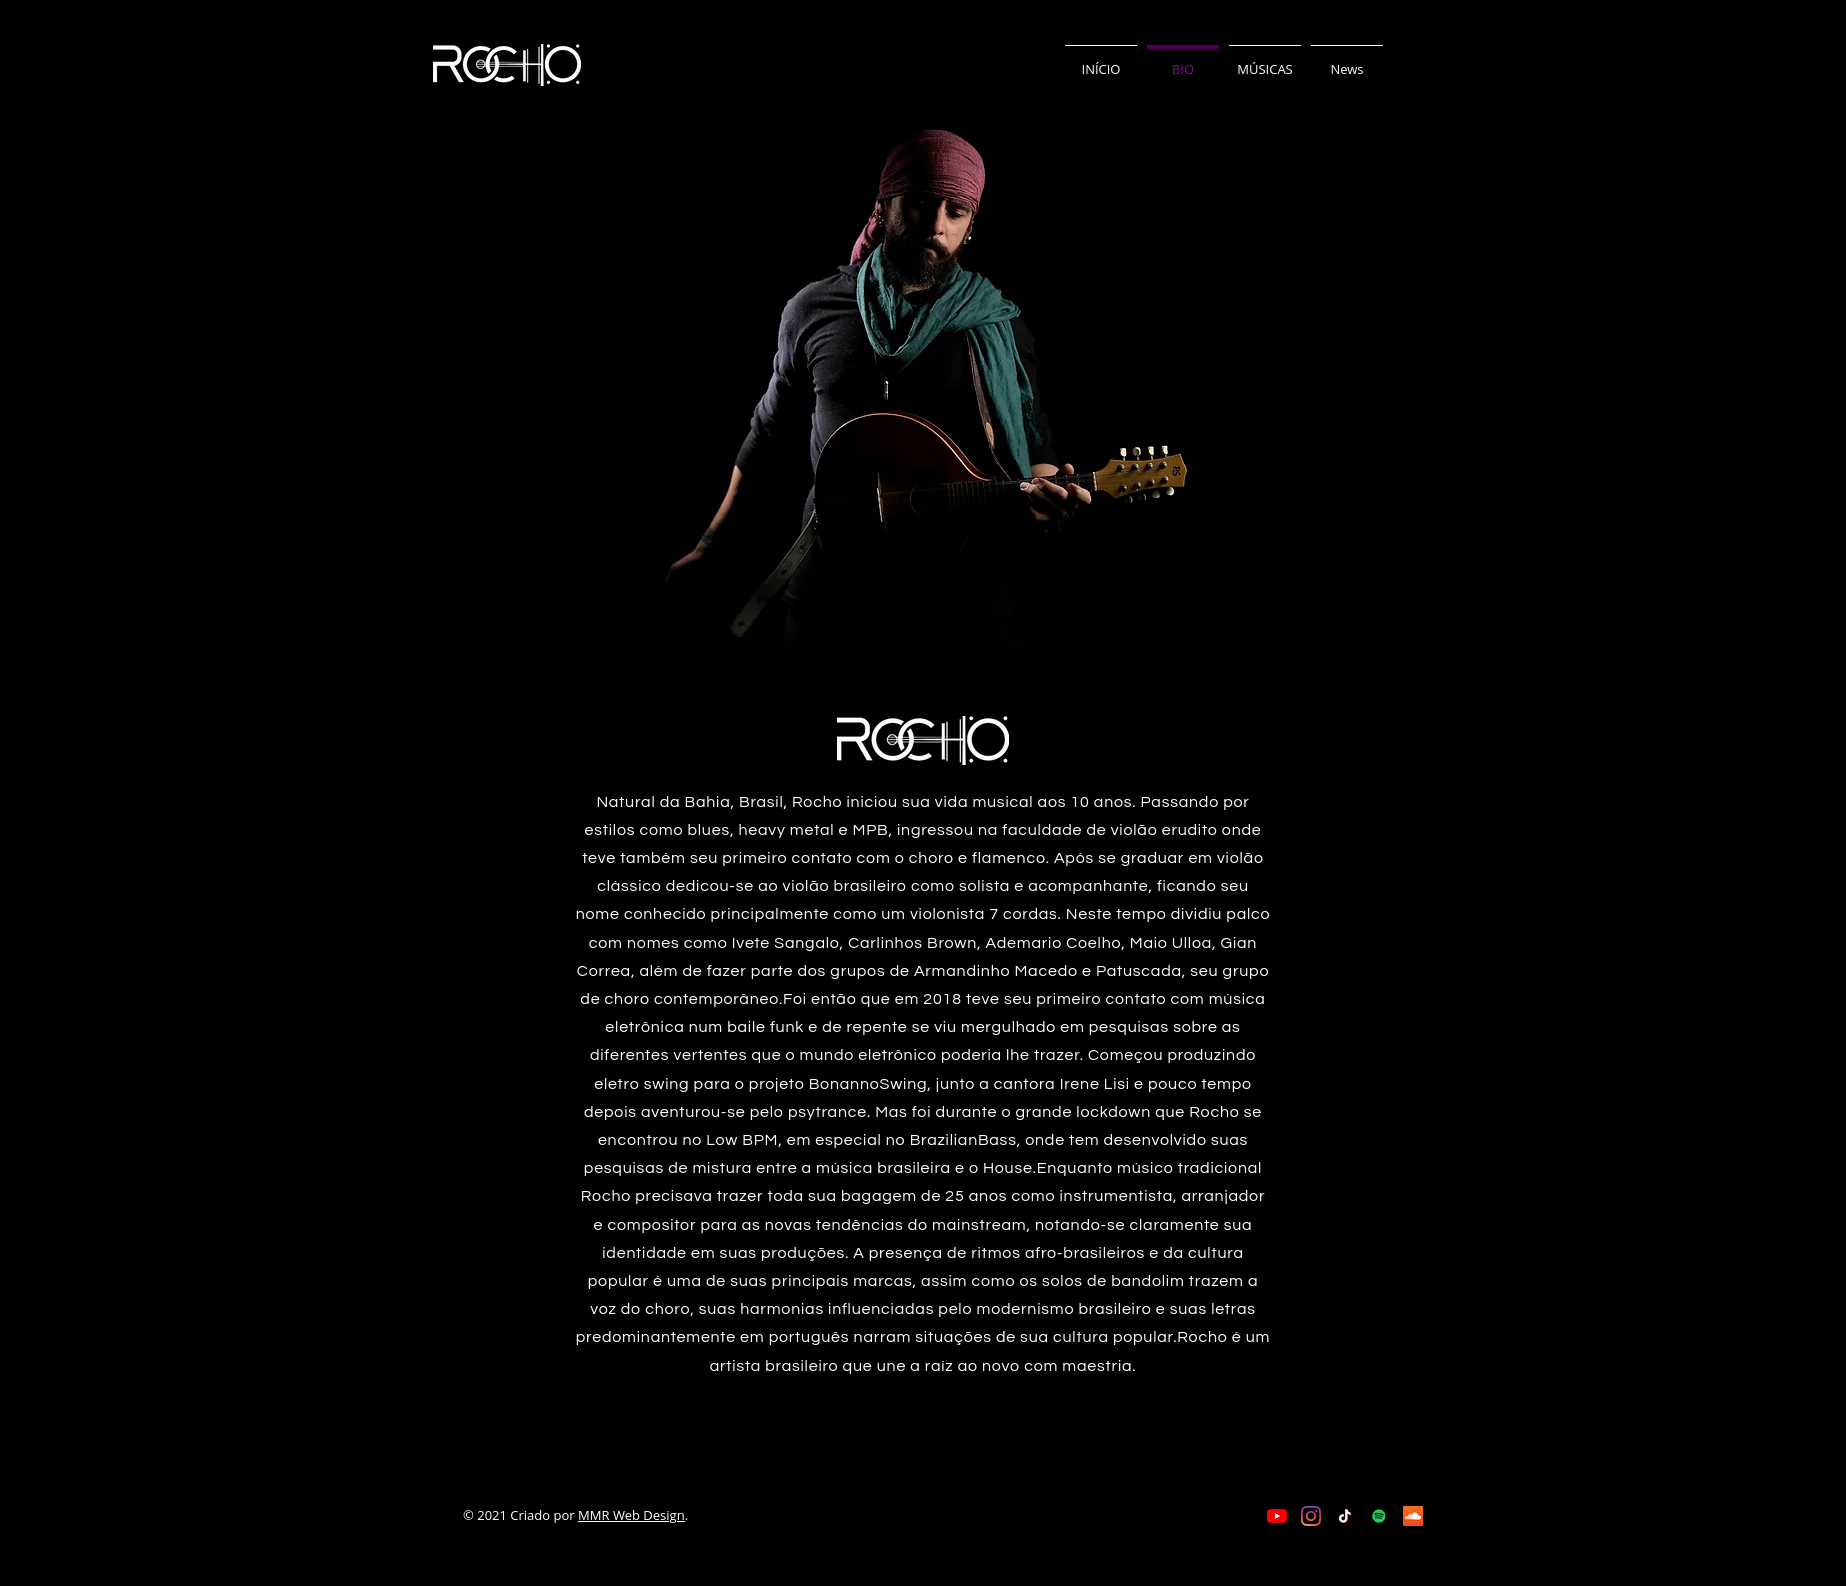 ROCHO
INÍCIO
BIO
MÚSICAS
News
ROCHO
Natural da Bahia, Brasil, Rocho iniciou sua vida musical aos 10 anos. Passando por
estilos como blues, heavy metal e MPB, ingressou na faculdade de violão erudito onde
teve também seu primeiro contato com o choro e flamenco. Após se graduar em violão
clássico dedicou-se ao violão brasileiro como solista e acompanhante, ficando seu
nome conhecido principalmente como um violonista 7 cordas. Neste tempo dividiu palco
com nomes como Ivete Sangalo, Carlinhos Brown, Ademario Coelho, Maio Ulloa, Gian
Correa, além de fazer parte dos grupos de Armandinho Macedo e Patuscada, seu grupo
de choro contemporâneo.Foi então que em 2018 teve seu primeiro contato com música
eletrônica num baile funk e de repente se viu mergulhado em pesquisas sobre as
diferentes vertentes que o mundo eletrônico poderia lhe trazer. Começou produzindo
eletro swing para o projeto BonannoSwing, junto a cantora Irene Lisi e pouco tempo
depois aventurou-se pelo psytrance. Mas foi durante o grande lockdown que Rocho se
encontrou no Low BPM, em especial no BrazilianBass, onde tem desenvolvido suas
pesquisas de mistura entre a música brasileira e o House.Enquanto músico tradicional
Rocho precisava trazer toda sua bagagem de 25 anos como instrumentista, arranjador
e compositor para as novas tendências do mainstream, notando-se claramente sua
identidade em suas produções. A presença de ritmos afro-brasileiros e da cultura
popular é uma de suas principais marcas, assim como os solos de bandolim trazem a
voz do choro, suas harmonias influenciadas pelo modernismo brasileiro e suas letras
predominantemente em português narram situações de sua cultura popular.Rocho é um
artista brasileiro que une a raíz ao novo com maestria.
© 2021 Criado por MMR Web Design.